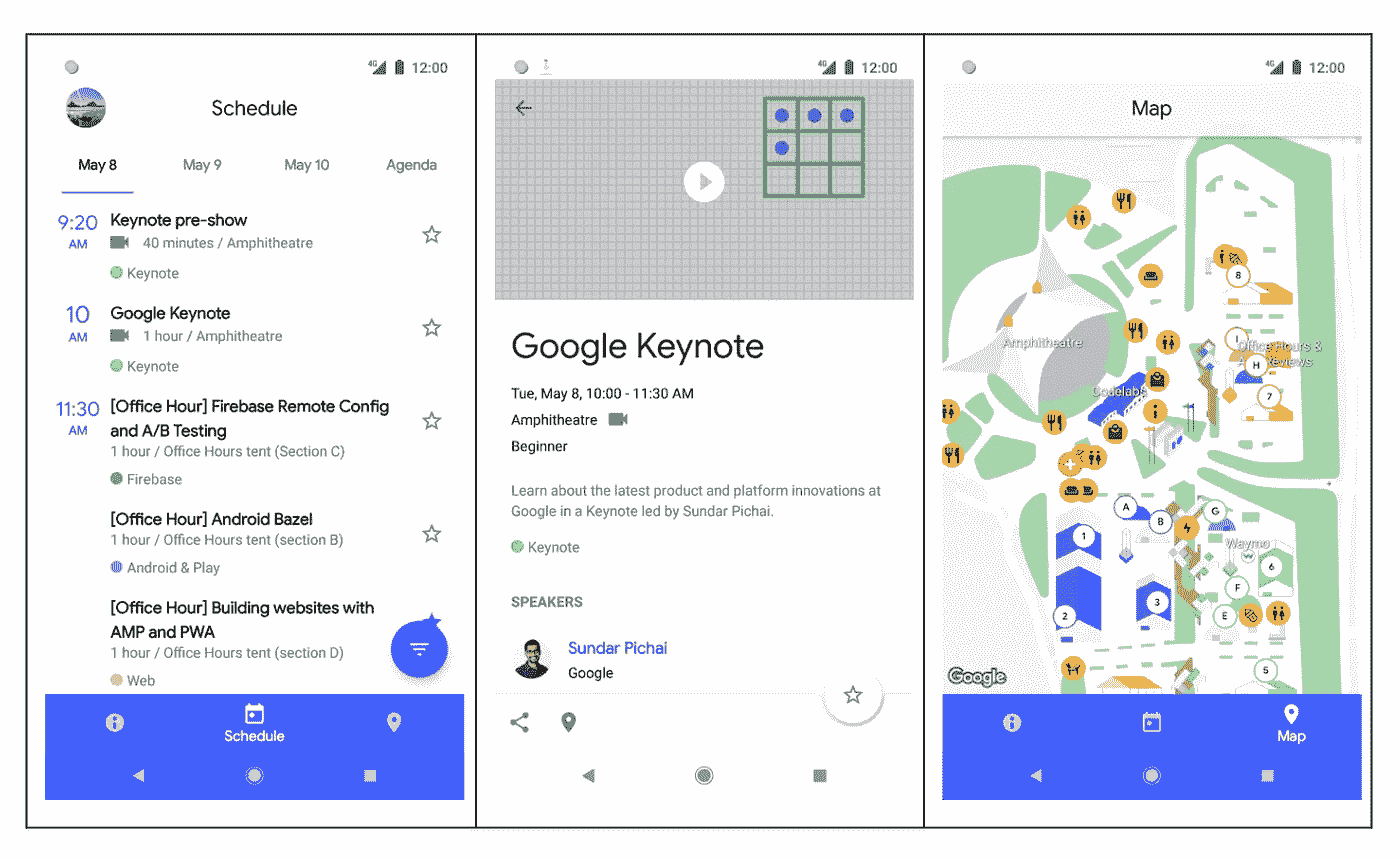 4G 12:00
Schedule
May 8 May 9 May 10 Agenda
9:20 AM
Keynote pre-show
40 minutes / Amphitheatre
Keynote
10 AM
Google Keynote
1 hour / Amphitheatre
Keynote
11:30 AM
[Office Hour] Firebase Remote Config
and A/B Testing
1 hour / Office Hours tent (Section C)
Firebase
[Office Hour] Android Bazel
1 hour / Office Hours tent (section B)
Android & Play
[Office Hour] Building websites with
AMP and PWA
1 hour / Office Hours tent (section D)
Web
Schedule
4G 12:00
Google Keynote
Tue, May 8, 10:00 - 11:30 AM
Amphitheatre
Beginner
Learn about the latest product and platform innovations at
Google in a Keynote led by Sundar Pichai.
Keynote
SPEAKERS
Sundar Pichai
Google
4G 12:00
Map
8
Amphitheatre
Office Hours &
Reviews
H
Codelabs
7
A
G
B
1
Waymo
6
F
3
2
E
5
Google
Map